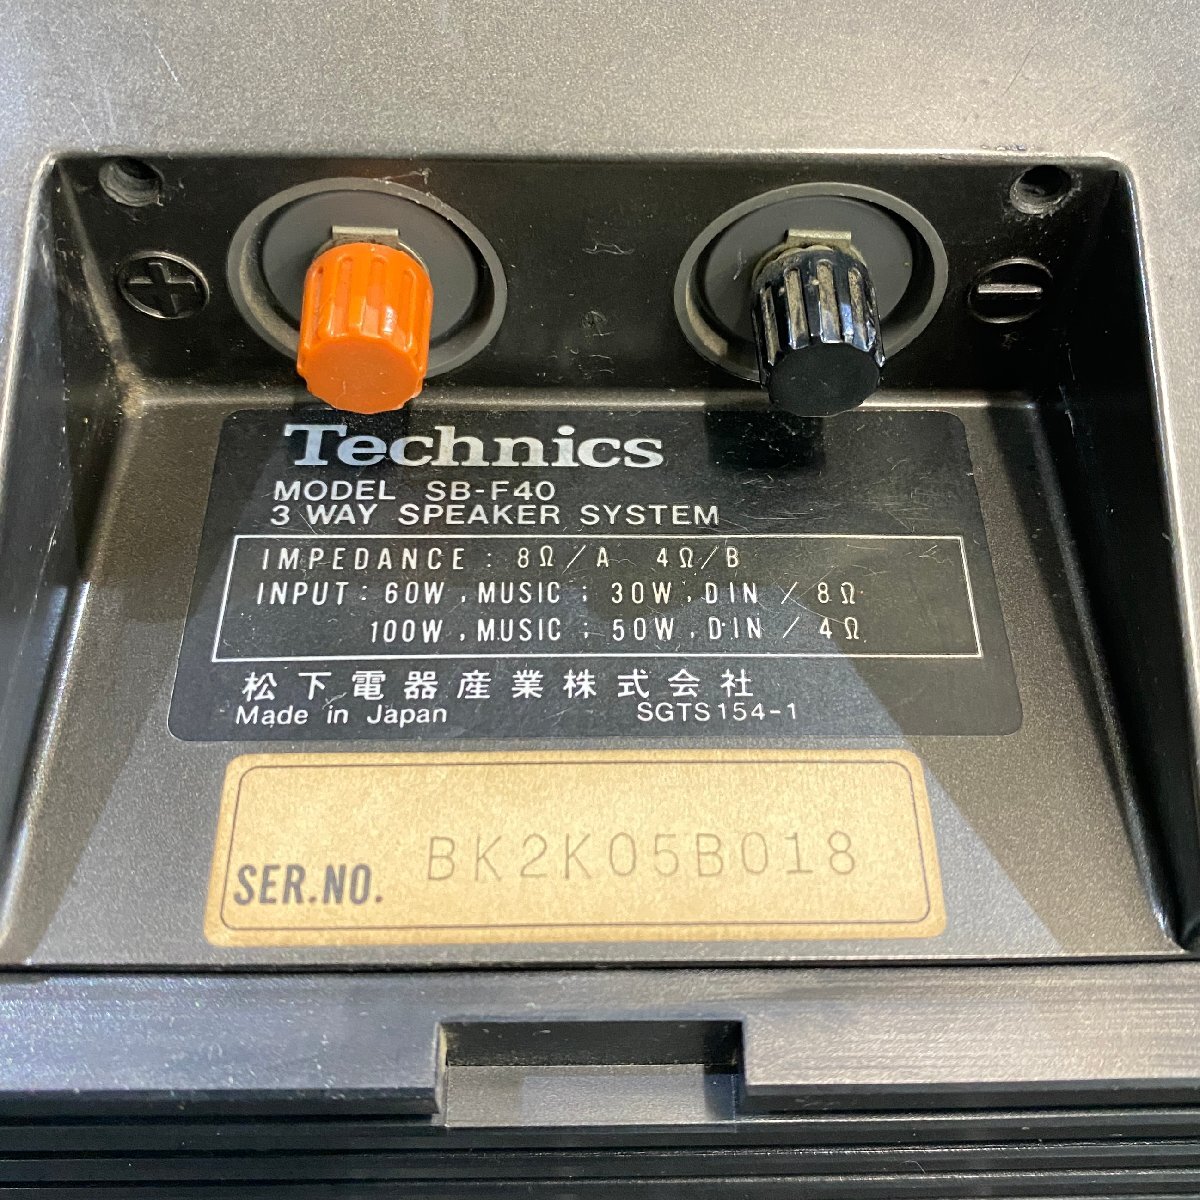 Technics
MODEL SB-F40
3 WAY SPEAKER SYSTEM
IMPEDANCE : 8Ω/A 4Ω/B
INPUT : 60W , MUSIC ; 30W , DIN / 8Ω
100W , MUSIC ; 50W , DIN / 4Ω
松下電器産業株式会社
Made in Japan SGTS154-1
SER.NO. BK2K05B018